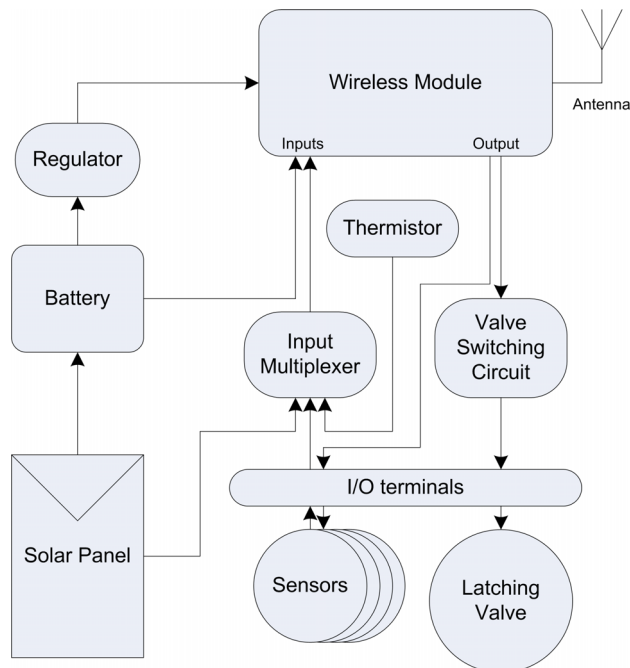 Wireless Module
Antenna
Inputs
Output
Regulator
Thermistor
Battery
Input
Multiplexer
Valve
Switching
Circuit
I/O terminals
Solar Panel
Sensors
Latching
Valve